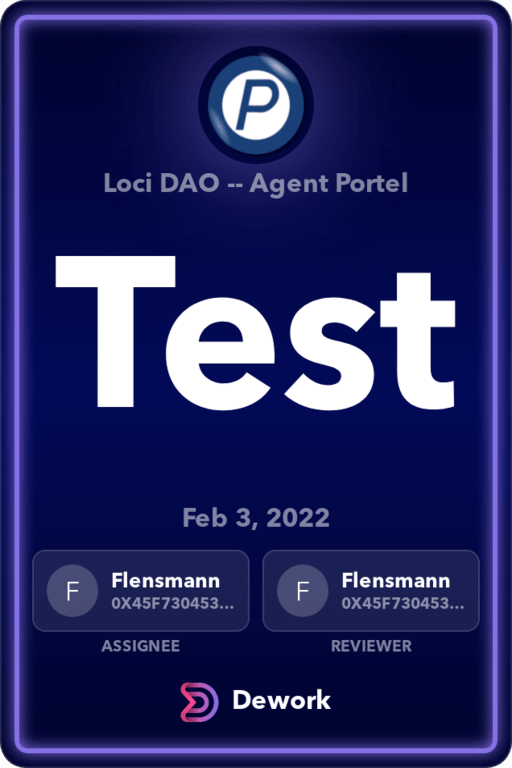 P
Loci DAO -- Agent Portel
Test
Feb 3, 2022
F
Flensmann
0X45F730453...
ASSIGNEE
F
Flensmann
0X45F730453...
REVIEWER
Dework